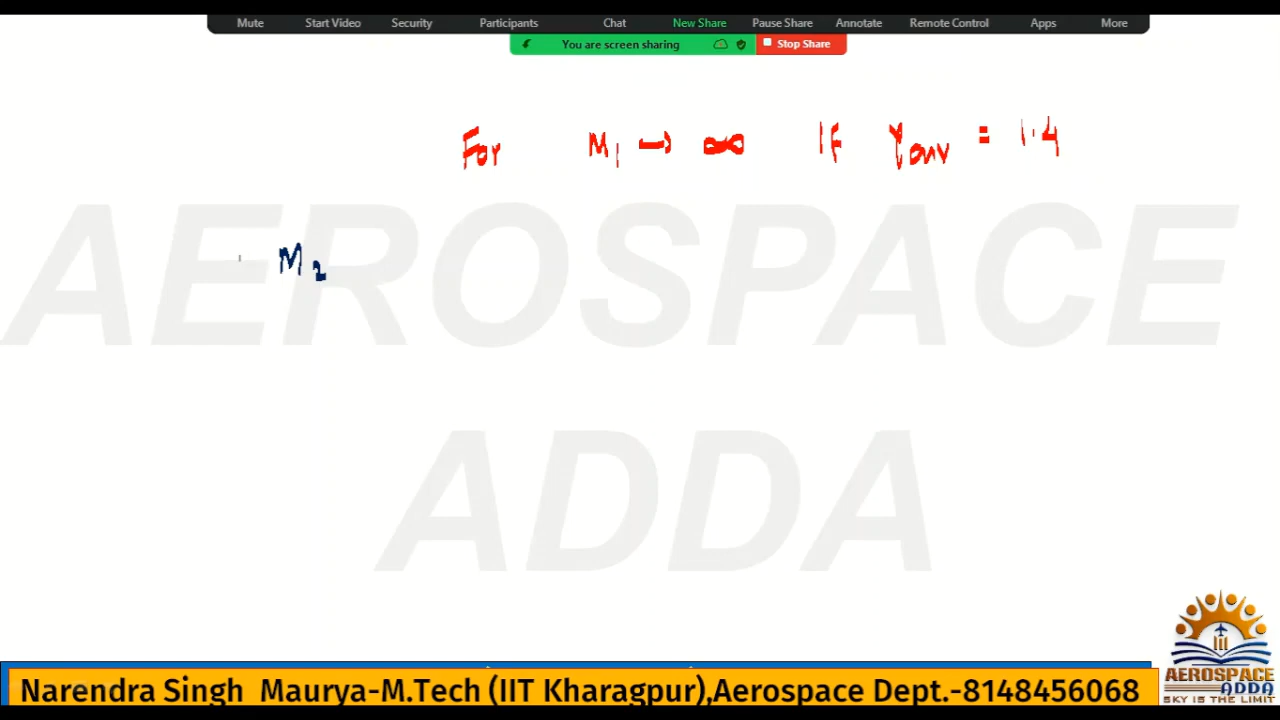 Mute Start Video Security Participants Chat New Share Pause Share Annotate Remote Control Apps More
You are screen sharing Stop Share
For M₁ → ∞ If γair = 1.4
M₂
AEROSPACE
ADDA
Narendra Singh Maurya-M.Tech (IIT Kharagpur),Aerospace Dept.-8148456068
AEROSPACE
ADDA
SKY IS THE LIMIT